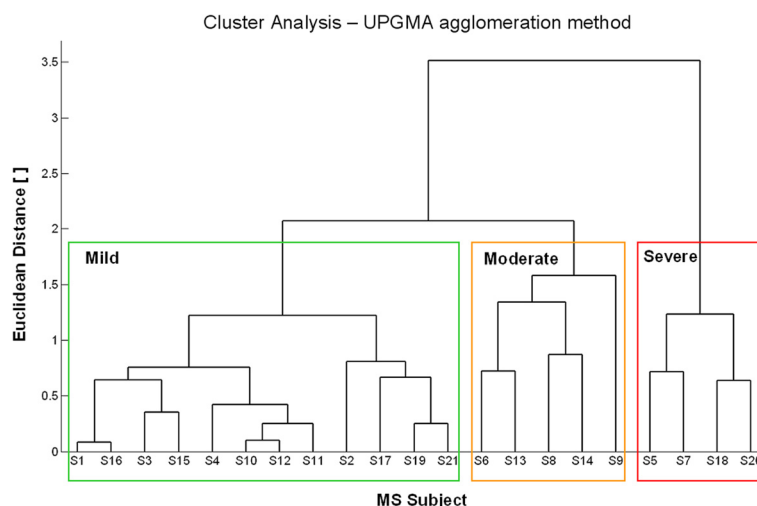 Cluster Analysis – UPGMA agglomeration method
Euclidean Distance [ ]
3.5
3
2.5
2
1.5
1
0.5
0
Mild
Moderate
Severe
S1 S16 S3 S15 S4 S10 S12 S11 S2 S17 S19 S21 S6 S13 S8 S14 S9 S5 S7 S18 S20
MS Subject